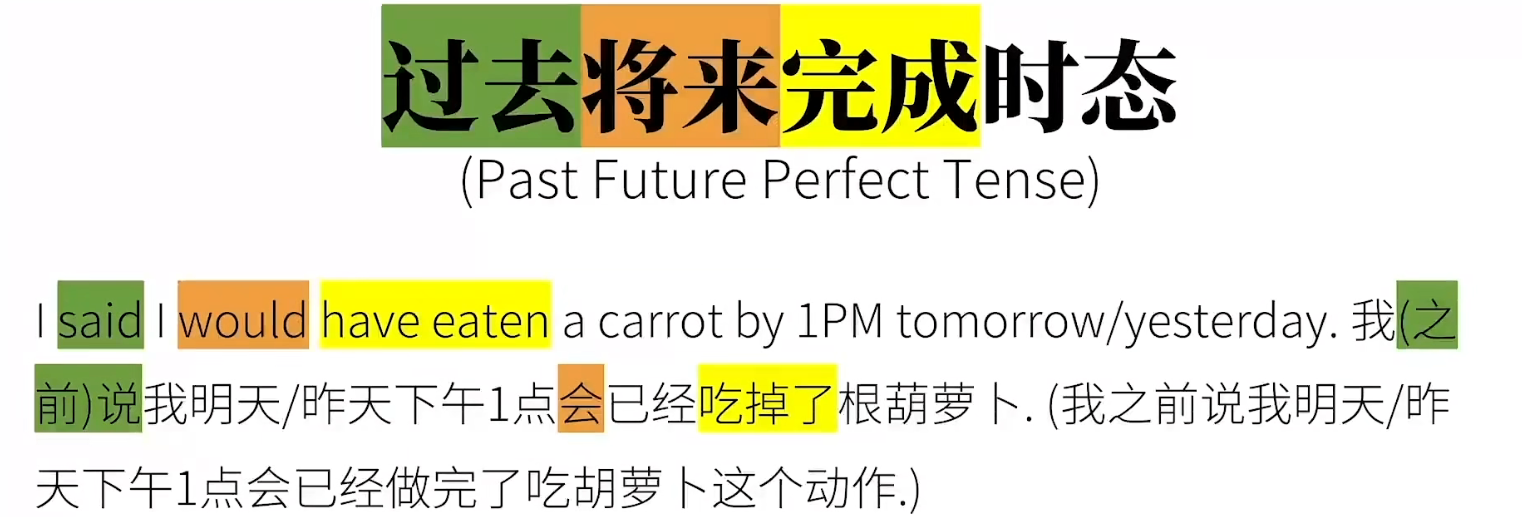 过去将来完成时态
(Past Future Perfect Tense)
I said I would have eaten a carrot by 1PM tomorrow/yesterday. 我(之
前)说我明天/昨天下午1点会已经吃掉了根葫萝卜. (我之前说我明天/昨
天下午1点会已经做完了吃胡萝卜这个动作.)